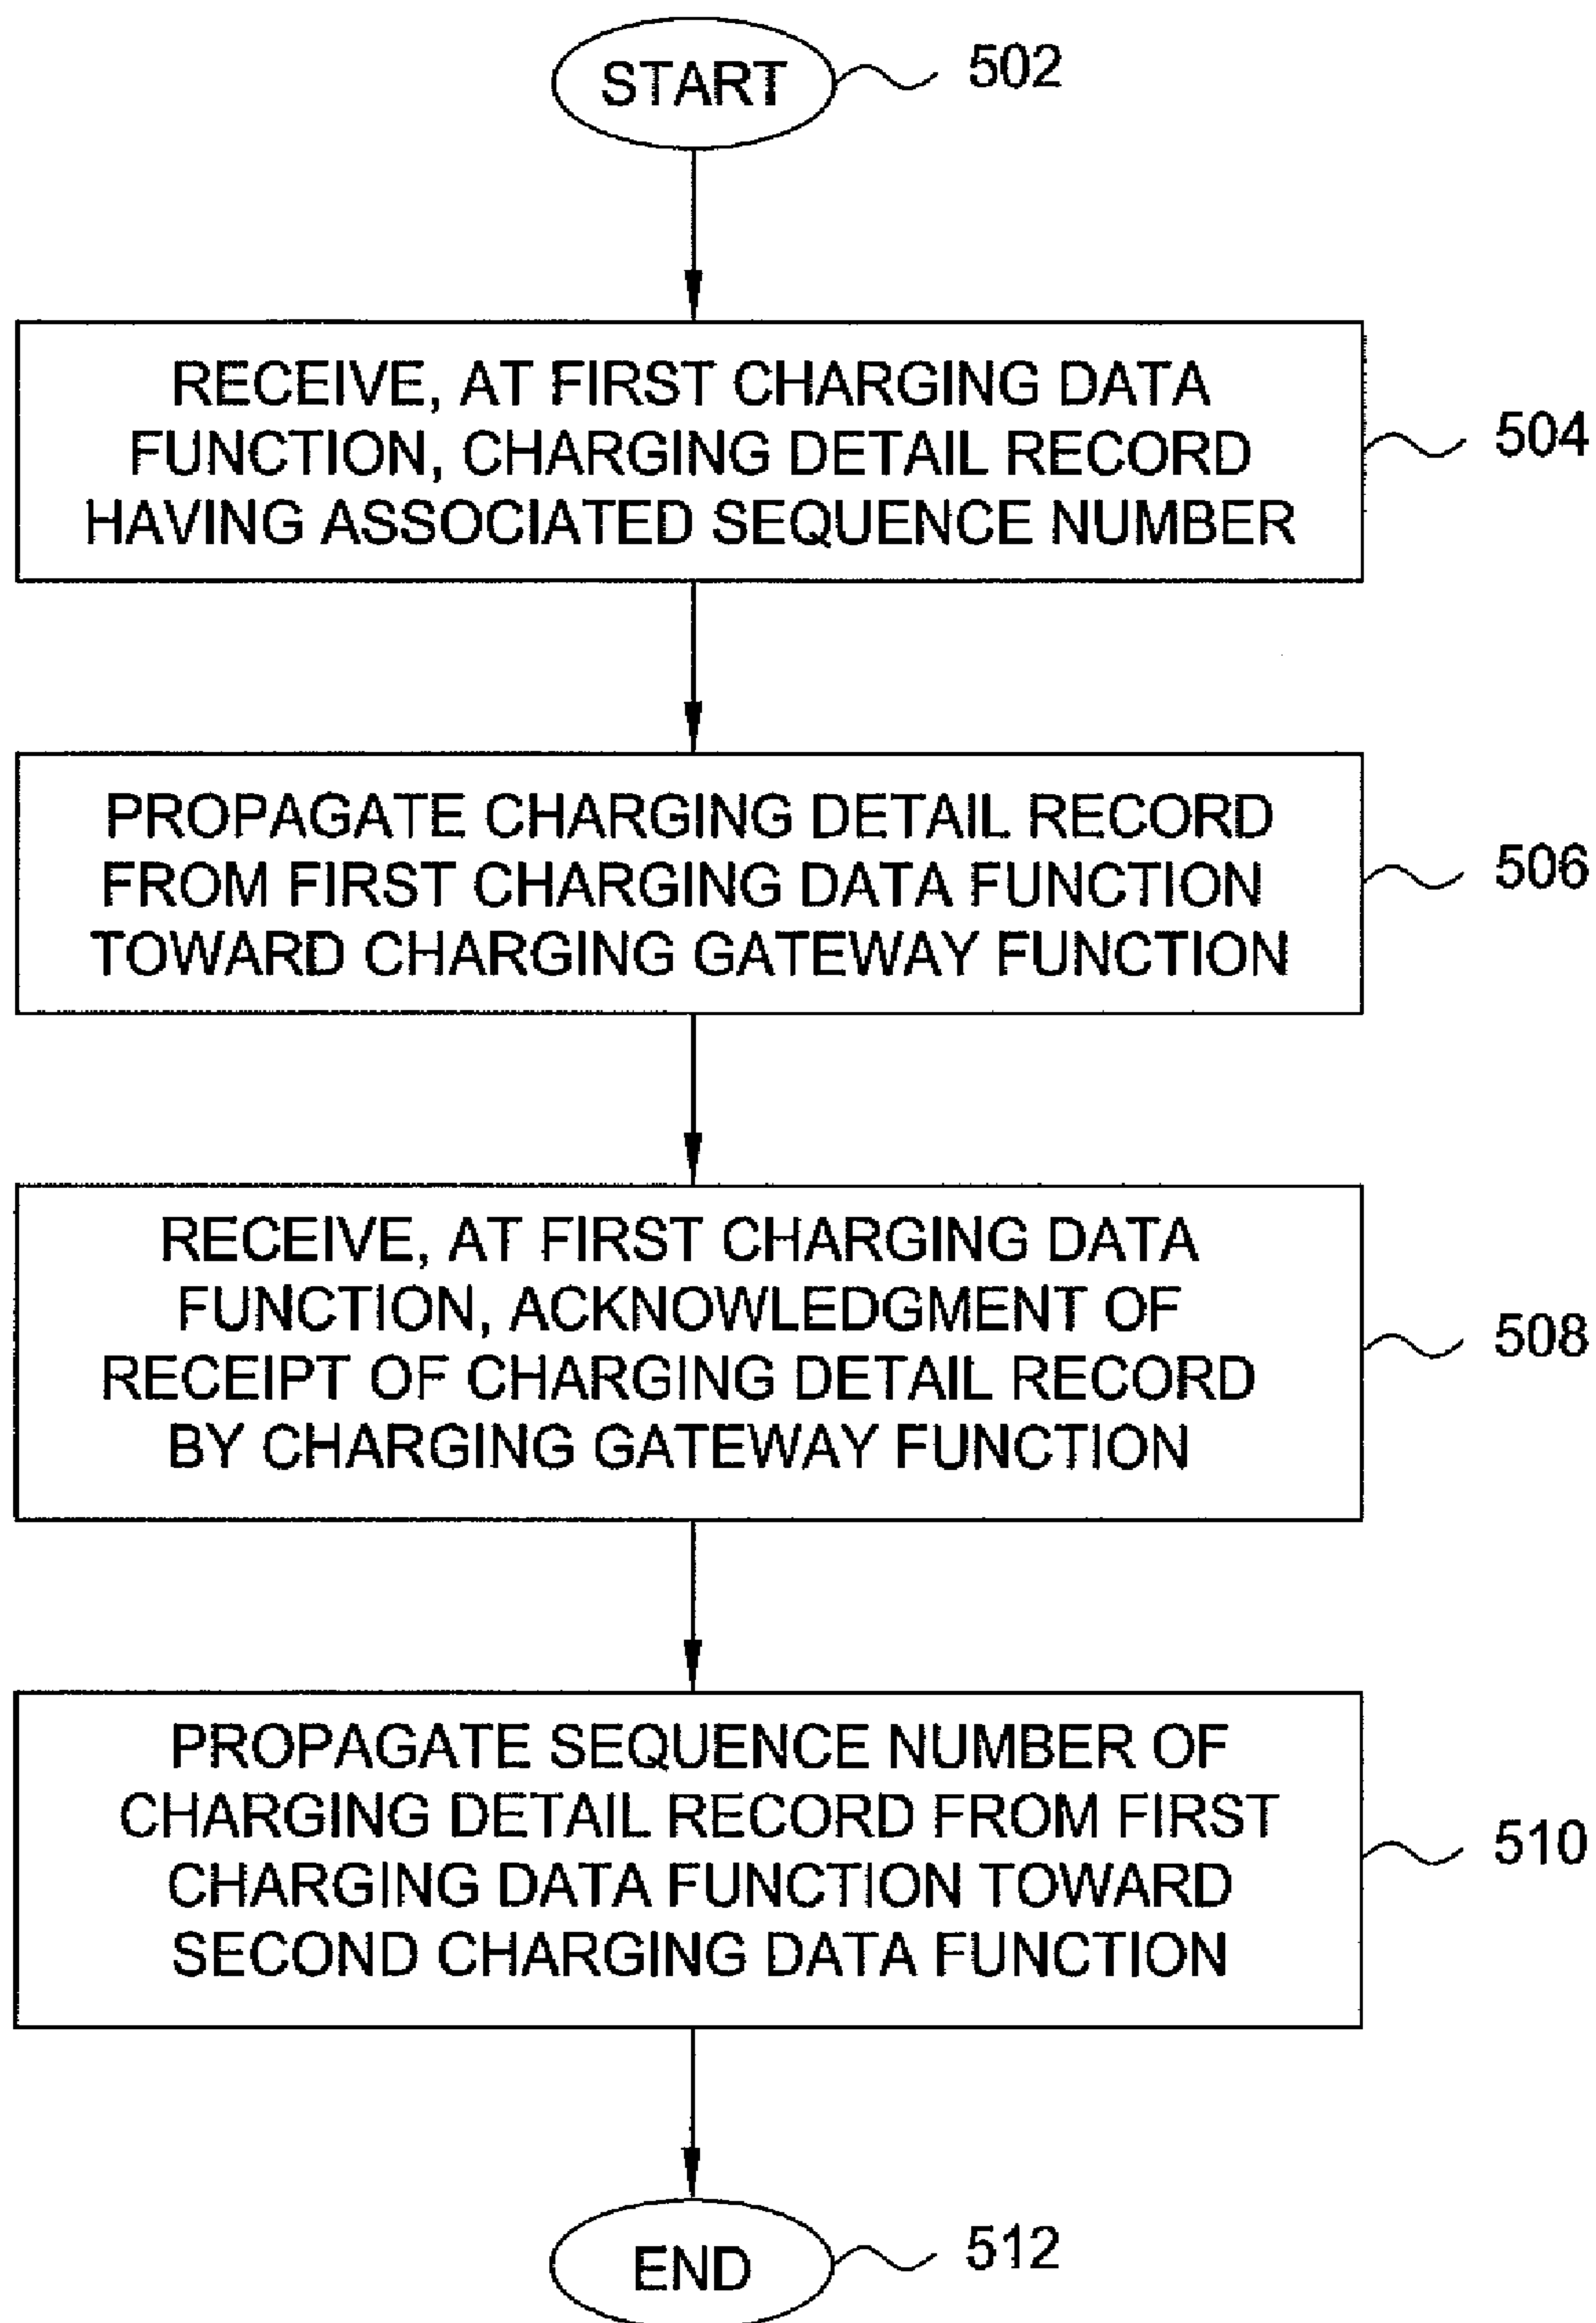 START
502
RECEIVE, AT FIRST CHARGING DATA
FUNCTION, CHARGING DETAIL RECORD
HAVING ASSOCIATED SEQUENCE NUMBER
504
PROPAGATE CHARGING DETAIL RECORD
FROM FIRST CHARGING DATA FUNCTION
TOWARD CHARGING GATEWAY FUNCTION
506
RECEIVE, AT FIRST CHARGING DATA
FUNCTION, ACKNOWLEDGMENT OF
RECEIPT OF CHARGING DETAIL RECORD
BY CHARGING GATEWAY FUNCTION
508
PROPAGATE SEQUENCE NUMBER OF
CHARGING DETAIL RECORD FROM FIRST
CHARGING DATA FUNCTION TOWARD
SECOND CHARGING DATA FUNCTION
510
END
512